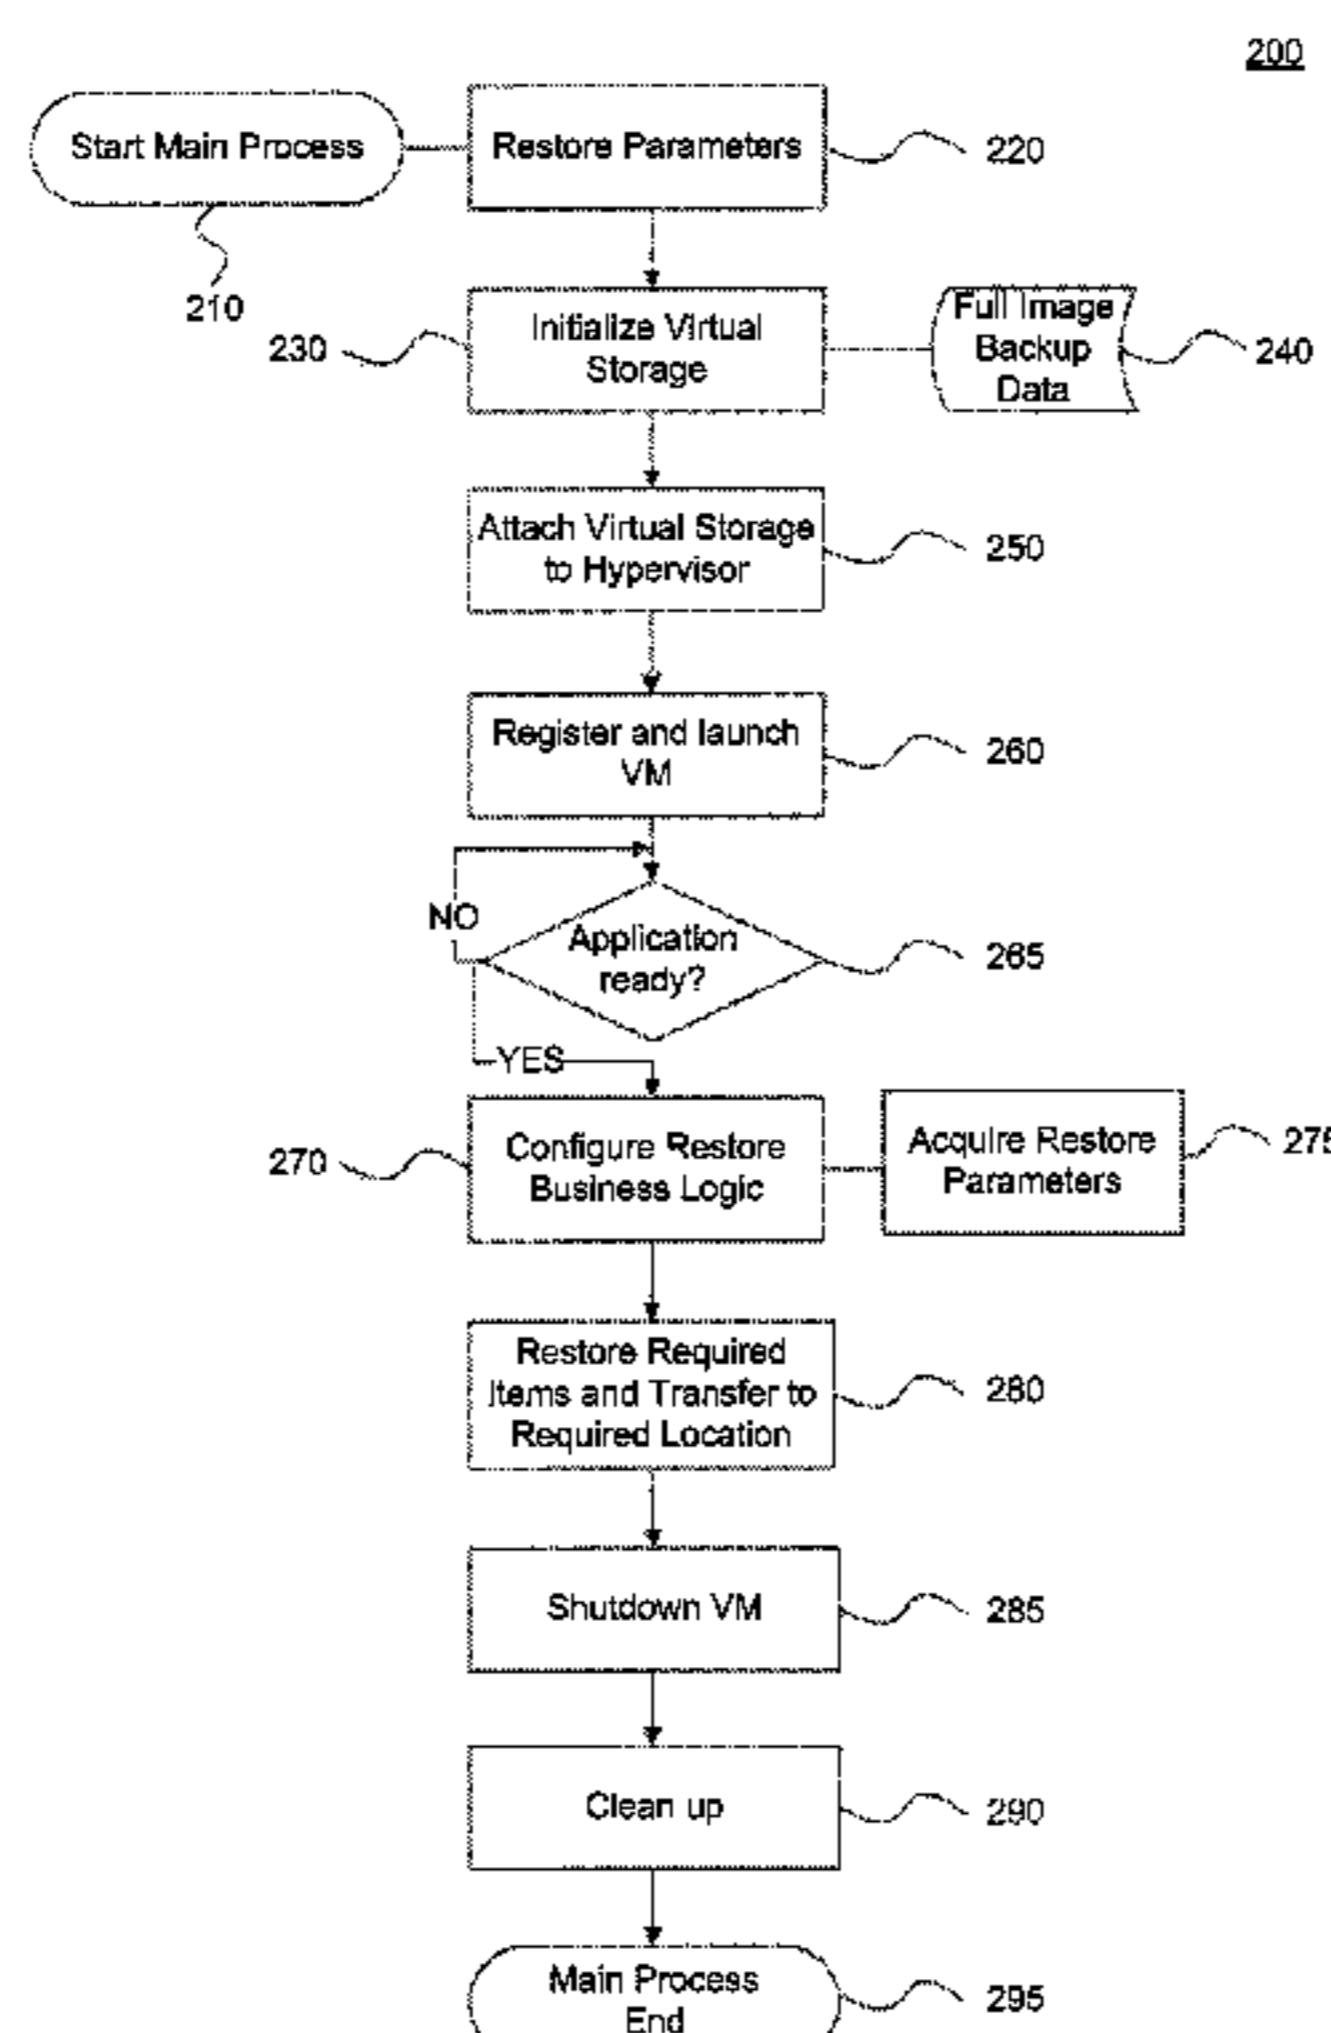 200
Start Main Process
Restore Parameters
220
210
230
Initialize Virtual
Storage
Full Image
Backup
Data
240
Attach Virtual Storage
to Hypervisor
250
Register and launch
VM
260
NO
Application
ready?
265
YES
270
Configure Restore
Business Logic
Acquire Restore
Parameters
275
Restore Required
Items and Transfer to
Required Location
280
Shutdown VM
285
Clean up
290
Main Process
End
295